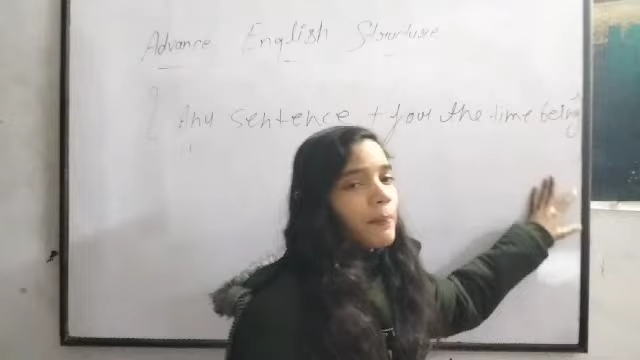 Advance English Structure
Any sentence + for the time being